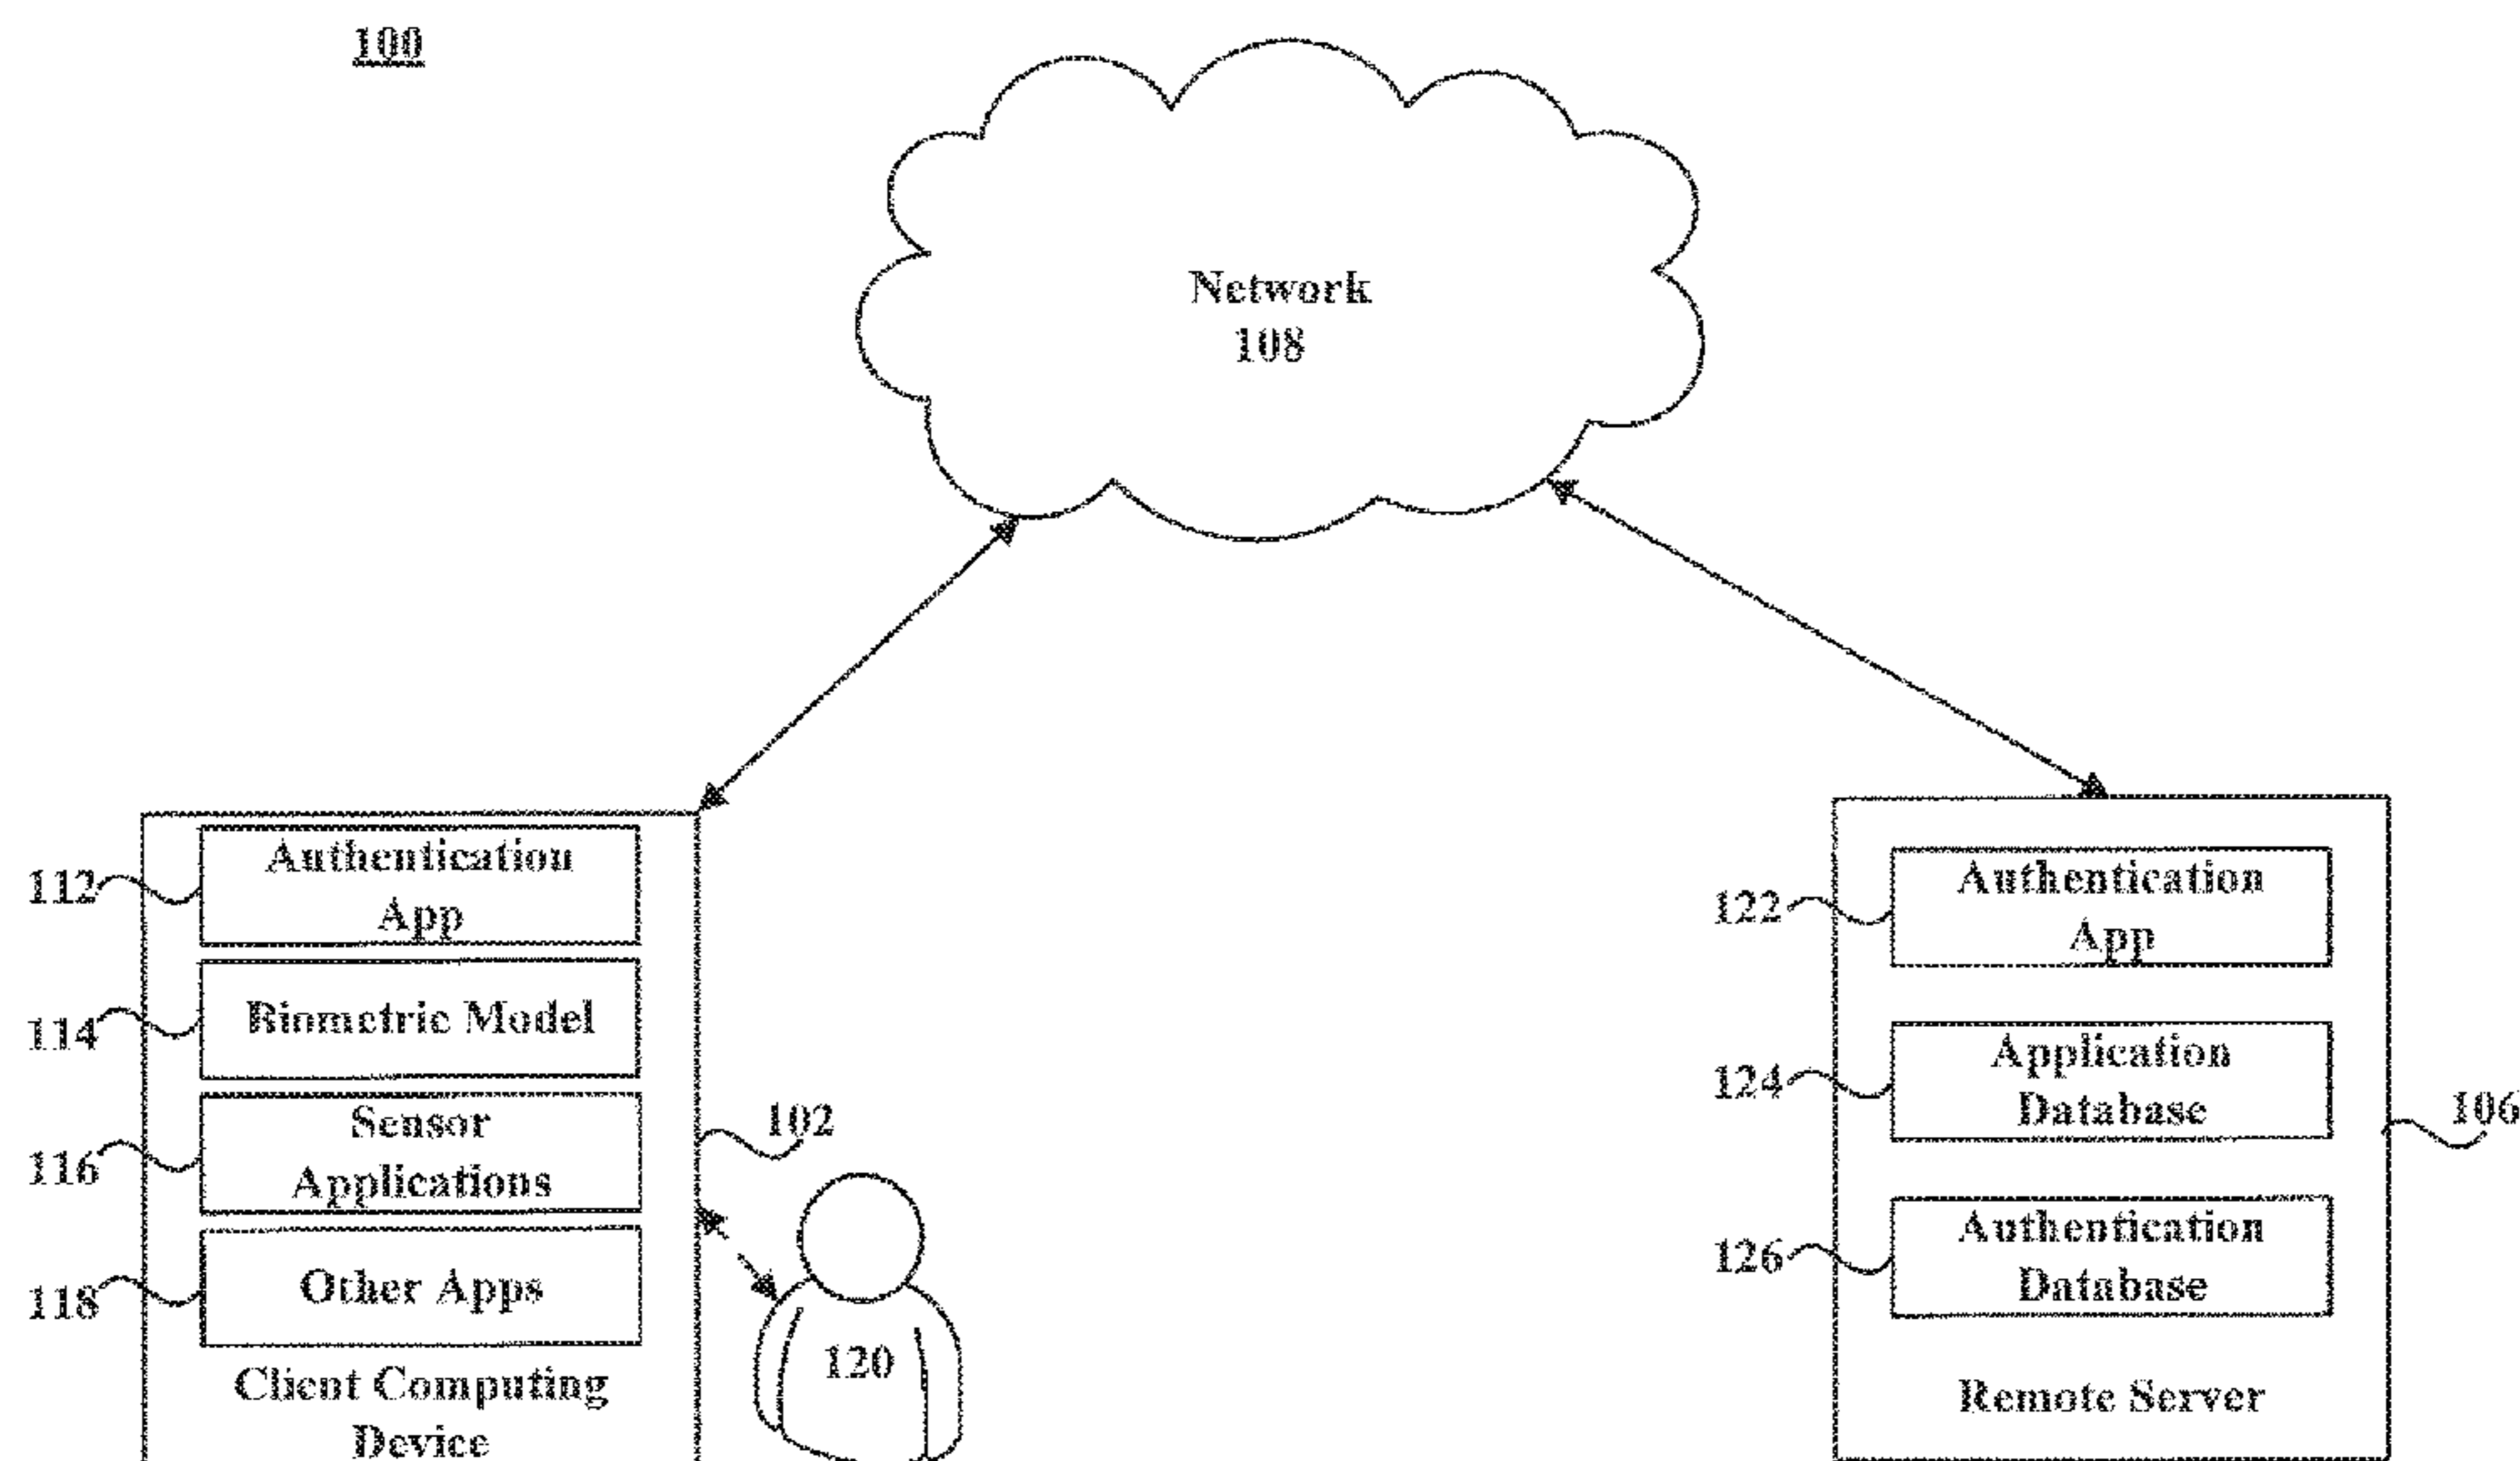 100
Network
108
112
Authentication
App
114
Biometric Model
116
Sensor
Applications
118
Other Apps
Client Computing
Device
102
120
122
Authentication
App
124
Application
Database
126
Authentication
Database
Remote Server
106